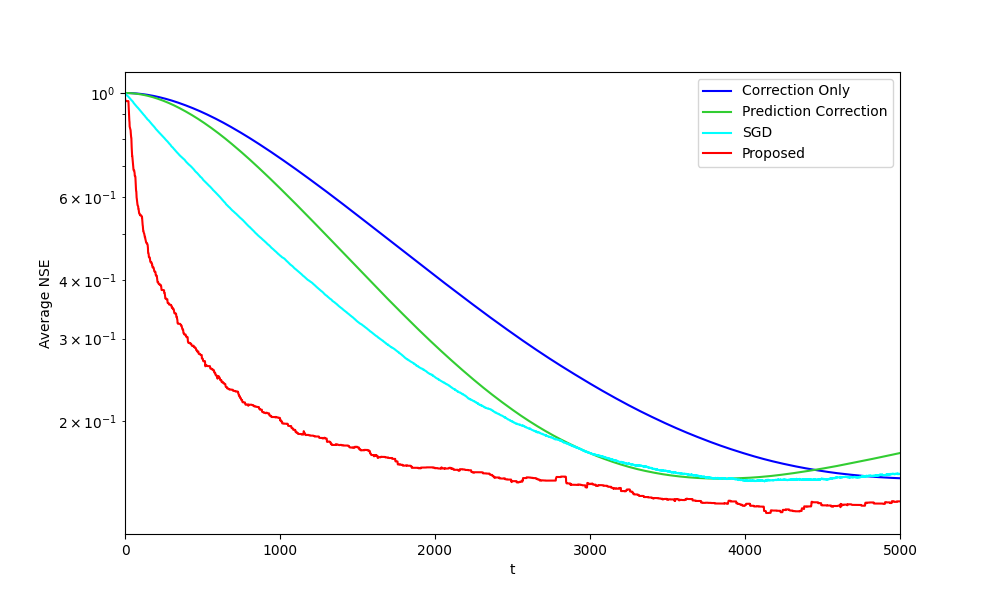 Correction Only
Prediction Correction
SGD
Proposed
10⁰
6 × 10⁻¹
4 × 10⁻¹
3 × 10⁻¹
2 × 10⁻¹
Average NSE
0 1000 2000 3000 4000 5000
t